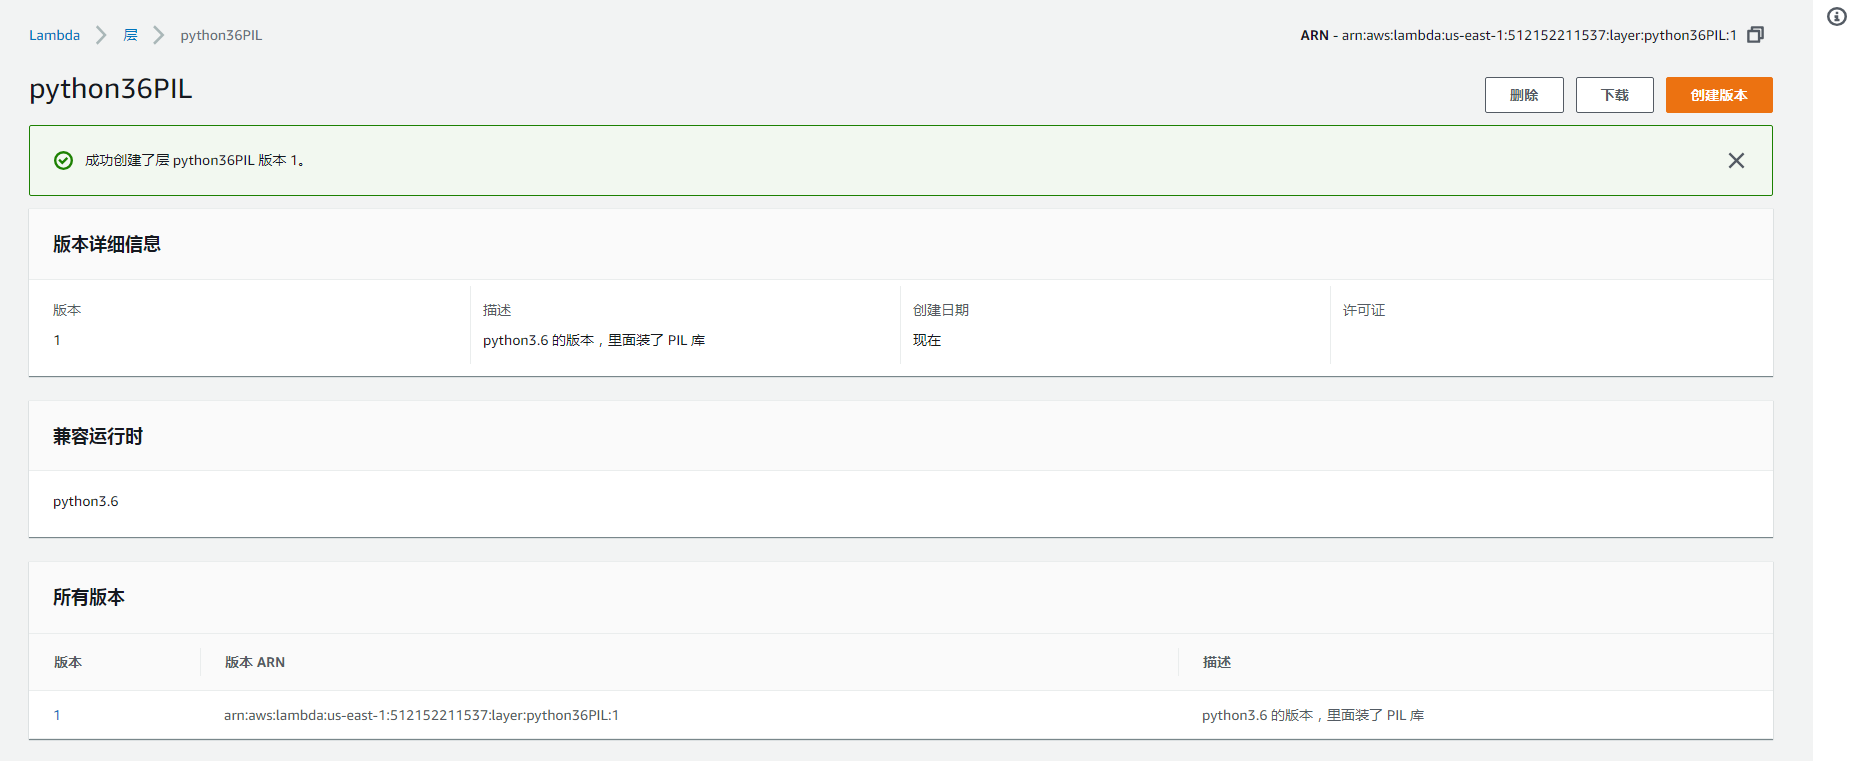 Lambda 层 python36PIL
ARN - arn:aws:lambda:us-east-1:512152211537:layer:python36PIL:1
python36PIL
删除 下载 创建版本
成功创建了层 python36PIL 版本 1。
版本详细信息
版本 描述 创建日期 许可证
1 python3.6 的版本，里面装了 PIL 库 现在
兼容运行时
python3.6
所有版本
版本 版本 ARN 描述
1 arn:aws:lambda:us-east-1:512152211537:layer:python36PIL:1 python3.6 的版本，里面装了 PIL 库